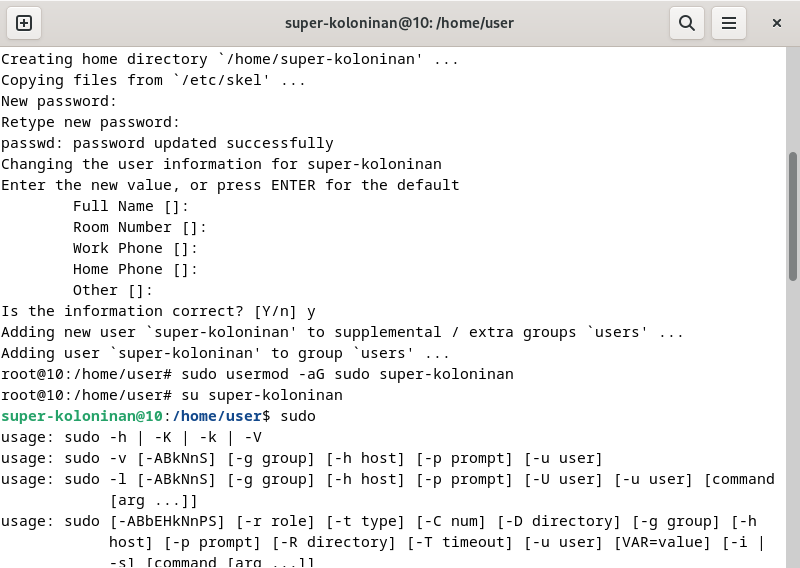 super-koloninan@10: /home/user
Creating home directory `/home/super-koloninan' ...
Copying files from `/etc/skel' ...
New password:
Retype new password:
passwd: password updated successfully
Changing the user information for super-koloninan
Enter the new value, or press ENTER for the default
        Full Name []:
        Room Number []:
        Work Phone []:
        Home Phone []:
        Other []:
Is the information correct? [Y/n] y
Adding new user `super-koloninan' to supplemental / extra groups `users' ...
Adding user `super-koloninan' to group `users' ...
root@10:/home/user# sudo usermod -aG sudo super-koloninan
root@10:/home/user# su super-koloninan
super-koloninan@10:/home/user$ sudo
usage: sudo -h | -K | -k | -V
usage: sudo -v [-ABkNnS] [-g group] [-h host] [-p prompt] [-u user]
usage: sudo -l [-ABkNnS] [-g group] [-h host] [-p prompt] [-U user] [-u user] [command
            [arg ...]]
usage: sudo [-ABbEHkNnPS] [-r role] [-t type] [-C num] [-D directory] [-g group] [-h
            host] [-p prompt] [-R directory] [-T timeout] [-u user] [VAR=value] [-i |
            -s] [command [arg ...]]